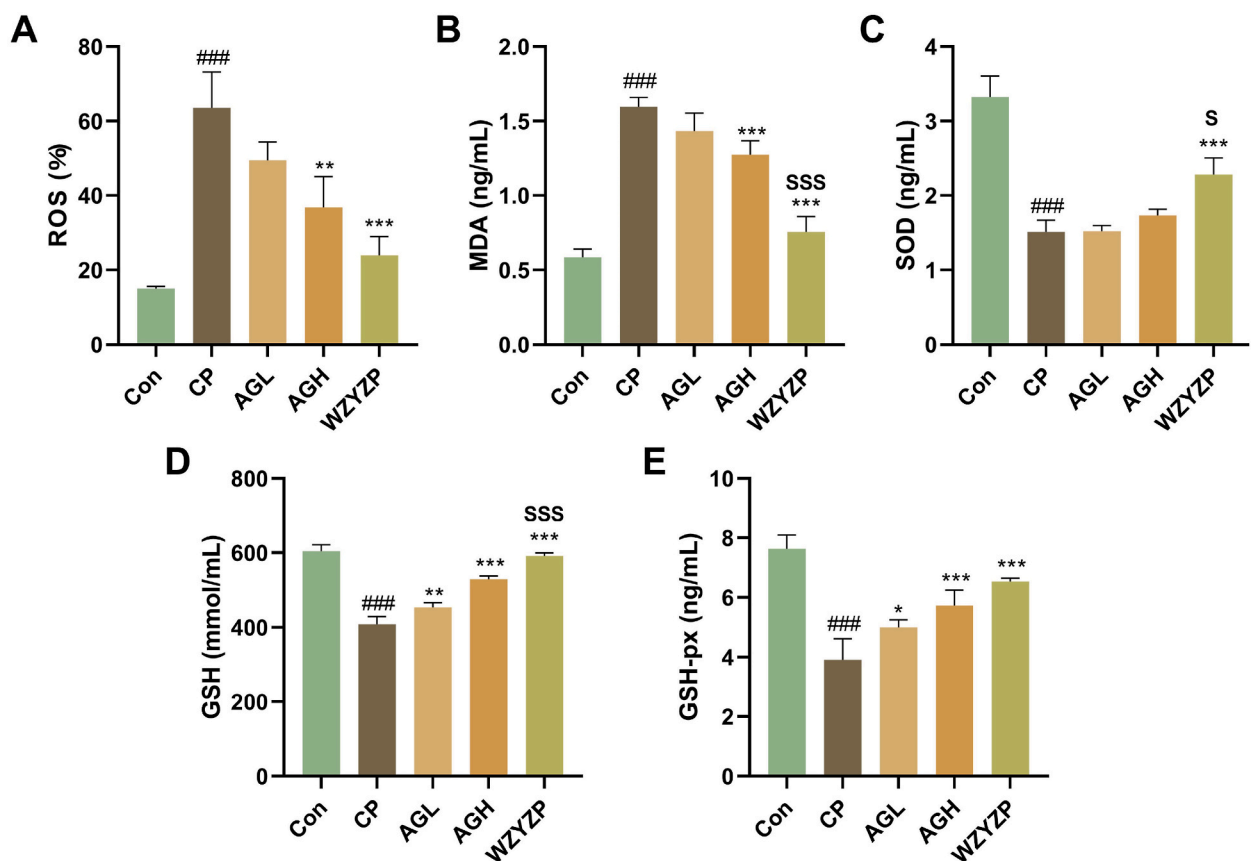 A
ROS (%)
80
60
40
20
0
###
**
***
Con
CP
AGL
AGH
WZYZP
B
MDA (ng/mL)
2.0
1.5
1.0
0.5
0.0
###
***
SSS
***
Con
CP
AGL
AGH
WZYZP
C
SOD (ng/mL)
4
3
2
1
0
###
S
***
Con
CP
AGL
AGH
WZYZP
D
GSH (mmol/mL)
800
600
400
200
0
###
**
***
SSS
***
Con
CP
AGL
AGH
WZYZP
E
GSH-px (ng/mL)
10
8
6
4
2
0
###
*
***
***
Con
CP
AGL
AGH
WZYZP